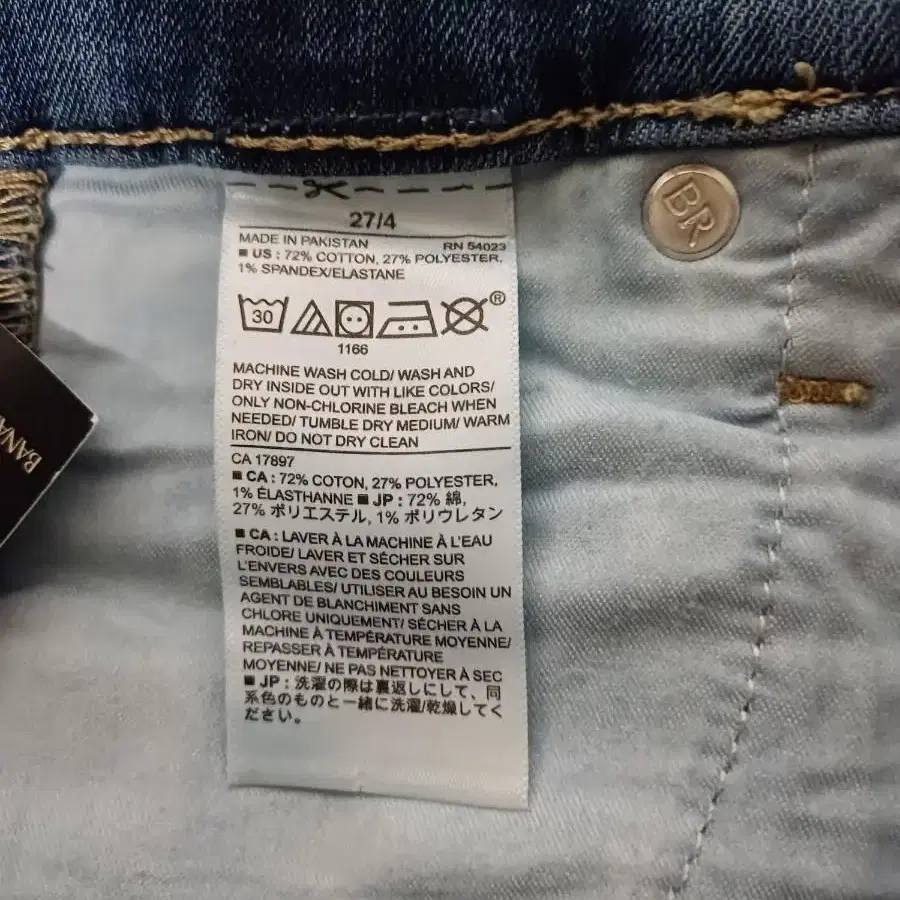 27/4
MADE IN PAKISTAN RN 54023
■ US : 72% COTTON, 27% POLYESTER,
1% SPANDEX/ELASTANE
30
®
1166
MACHINE WASH COLD/ WASH AND
DRY INSIDE OUT WITH LIKE COLORS/
ONLY NON-CHLORINE BLEACH WHEN
NEEDED/ TUMBLE DRY MEDIUM/ WARM
IRON/ DO NOT DRY CLEAN
CA 17897
■ CA : 72% COTON, 27% POLYESTER,
1% ÉLASTHANNE ■ JP : 72% 綿,
27% ポリエステル, 1% ポリウレタン
■ CA : LAVER À LA MACHINE À L'EAU
FROIDE/ LAVER ET SÉCHER SUR
L'ENVERS AVEC DES COULEURS
SEMBLABLES/ UTILISER AU BESOIN UN
AGENT DE BLANCHIMENT SANS
CHLORE UNIQUEMENT/ SÉCHER À LA
MACHINE À TEMPÉRATURE MOYENNE/
REPASSER À TEMPÉRATURE
MOYENNE/ NE PAS NETTOYER À SEC
■ JP : 洗濯の際は裏返しにして、同
系色のものと一緒に洗濯/乾燥してく
ださい。
BR
BANA